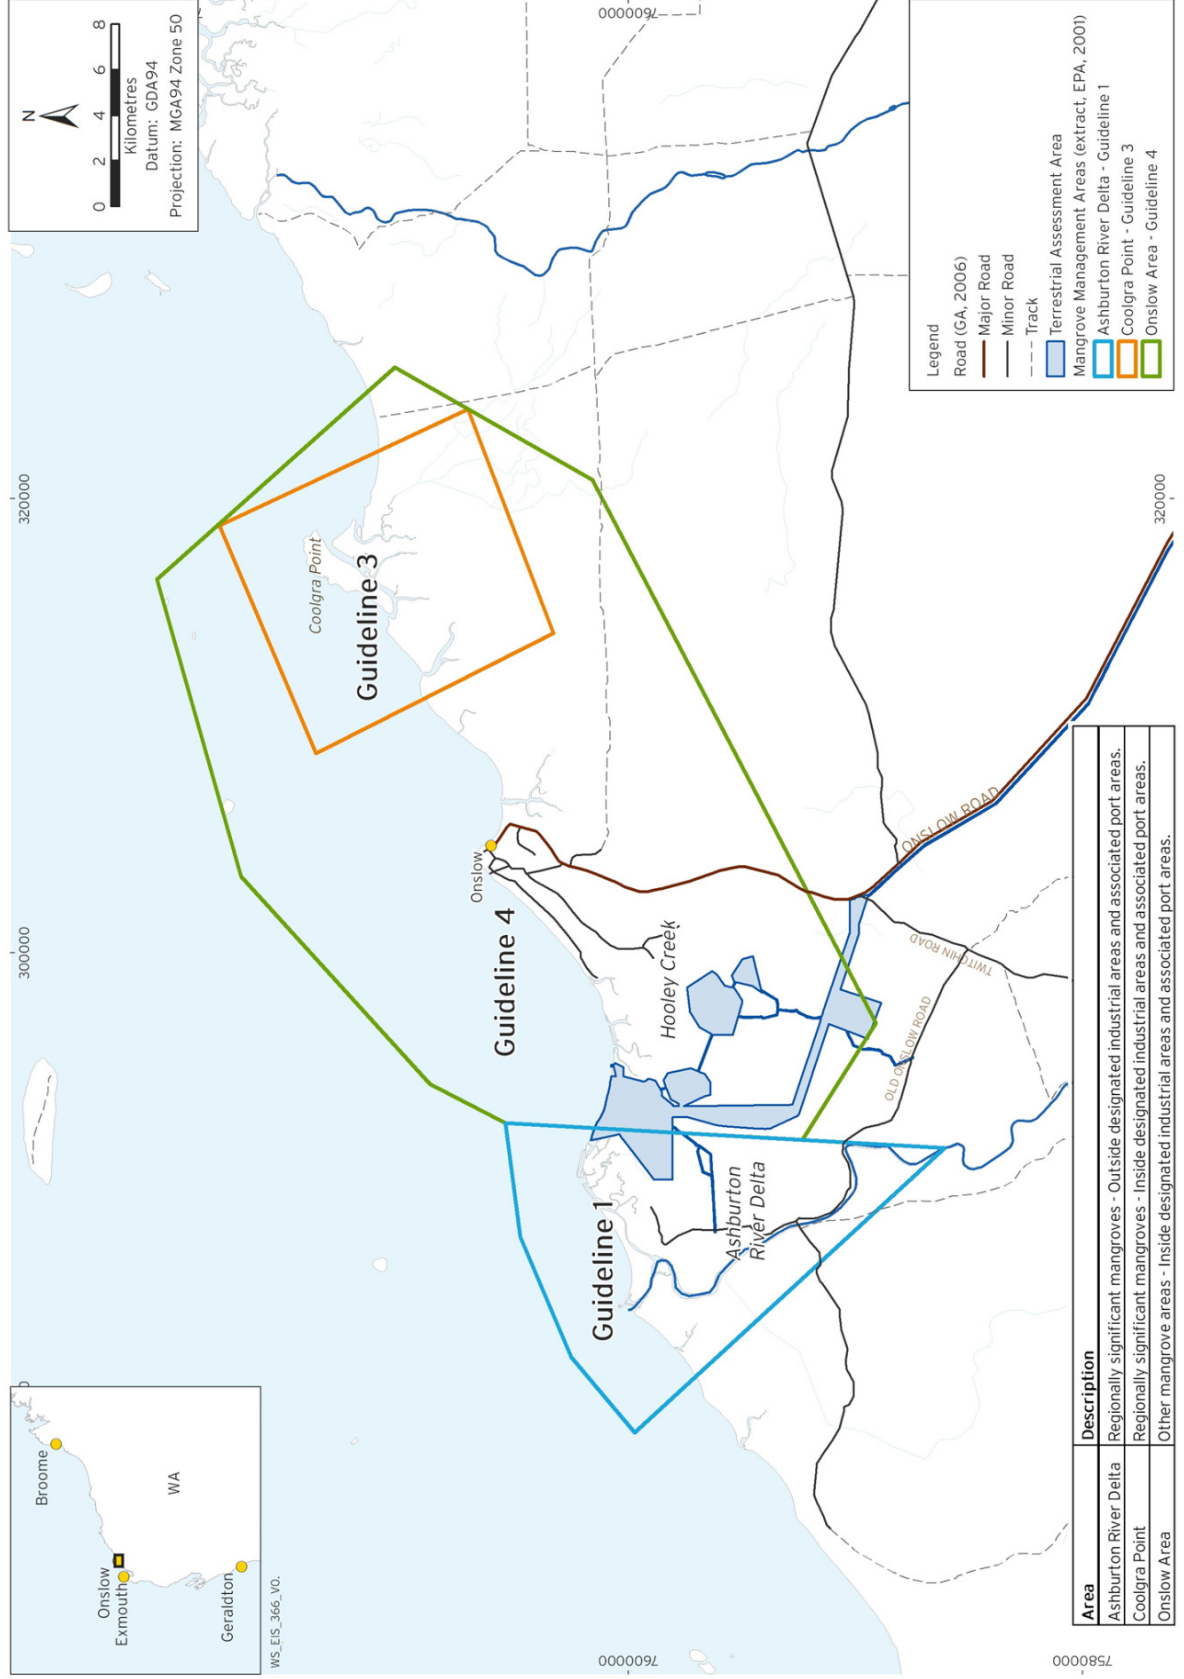 Broome
Onslow
Exmouth
WA
Geraldton
WS_EIS_366_V0.
300000
320000
N
0 2 4 6 8
Kilometres
Datum: GDA94
Projection: MGA94 Zone 50
Coolgra Point
Guideline 3
Onslow
Guideline 4
Hooley Creek
Guideline 1
Ashburton
River Delta
ONSLOW ROAD
TWITCHIN ROAD
OLD ONSLOW ROAD
7600000
7600000
7580000
320000
Legend
Road (GA, 2006)
Major Road
Minor Road
Track
Terrestrial Assessment Area
Mangrove Management Areas (extract, EPA, 2001)
Ashburton River Delta - Guideline 1
Coolgra Point - Guideline 3
Onslow Area - Guideline 4
Area Description
Ashburton River Delta Regionally significant mangroves - Outside designated industrial areas and associated port areas.
Coolgra Point Regionally significant mangroves - Inside designated industrial areas and associated port areas.
Onslow Area Other mangrove areas - Inside designated industrial areas and associated port areas.